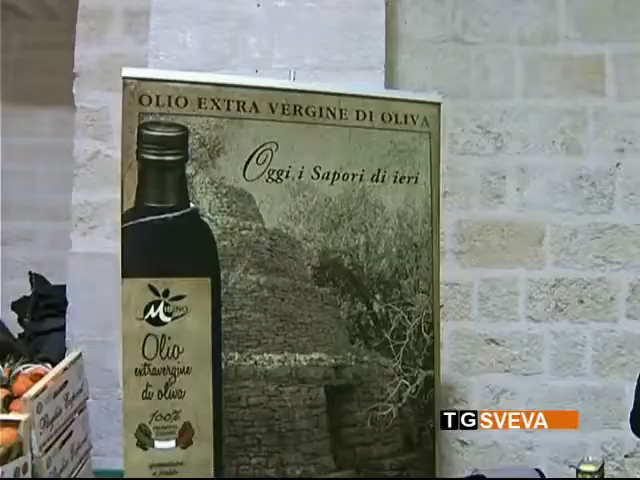 OLIO EXTRA VERGINE DI OLIVA
Oggi i Sapori di ieri
Olio
extravergine
di oliva
100%
TGSVEVA